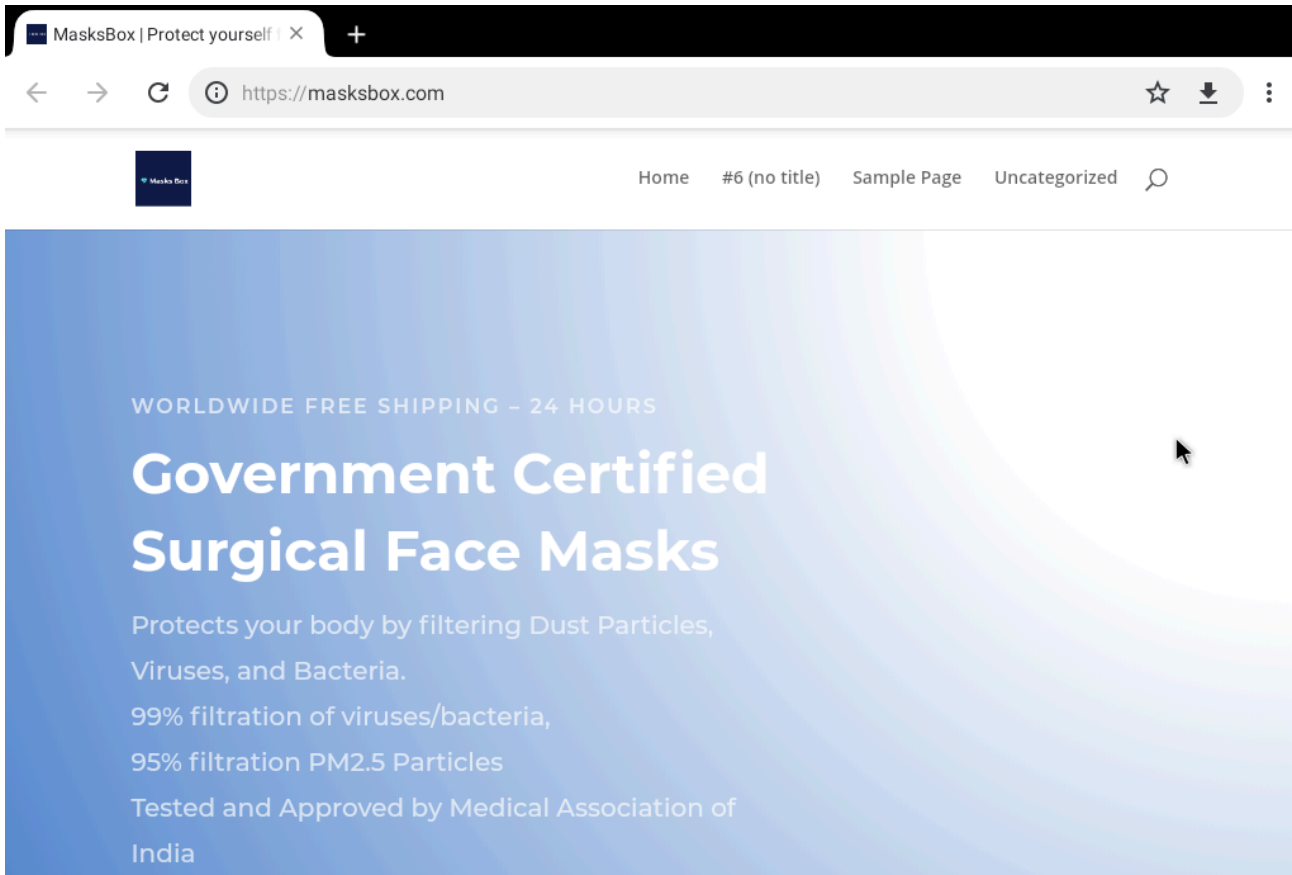 MasksBox | Protect yourself
https://masksbox.com
Masks Box
Home #6 (no title) Sample Page Uncategorized
WORLDWIDE FREE SHIPPING – 24 HOURS
Government Certified
Surgical Face Masks
Protects your body by filtering Dust Particles,
Viruses, and Bacteria.
99% filtration of viruses/bacteria,
95% filtration PM2.5 Particles
Tested and Approved by Medical Association of
India